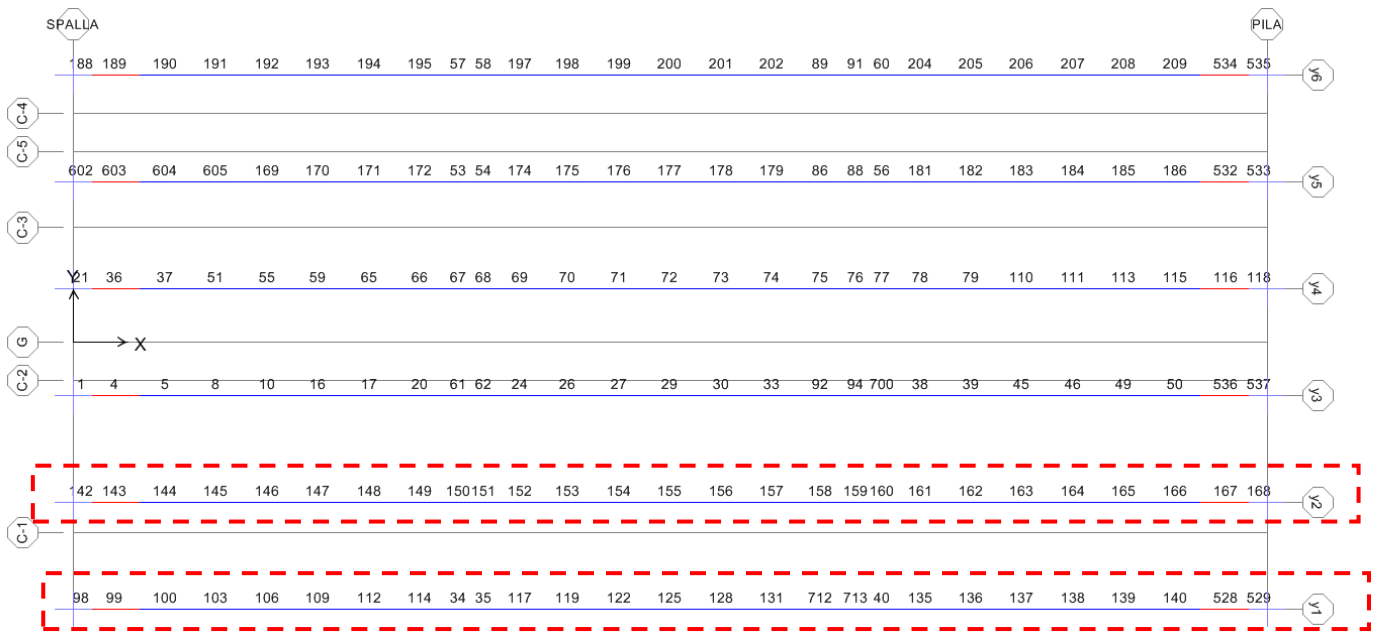 SPALLA PILA
188 189 190 191 192 193 194 195 57 58 197 198 199 200 201 202 89 91 60 204 205 206 207 208 209 534 535 y6
C-4
C-5
602 603 604 605 169 170 171 172 53 54 174 175 176 177 178 179 86 88 56 181 182 183 184 185 186 532 533 y5
C-3
Y 21 36 37 51 55 59 65 66 67 68 69 70 71 72 73 74 75 76 77 78 79 110 111 113 115 116 118 y4
G X
C-2
1 4 5 8 10 16 17 20 61 62 24 26 27 29 30 33 92 94 700 38 39 45 46 49 50 536 537 y3
142 143 144 145 146 147 148 149 150 151 152 153 154 155 156 157 158 159 160 161 162 163 164 165 166 167 168 y2
C-1
98 99 100 103 106 109 112 114 34 35 117 119 122 125 128 131 712 713 40 135 136 137 138 139 140 528 529 y1